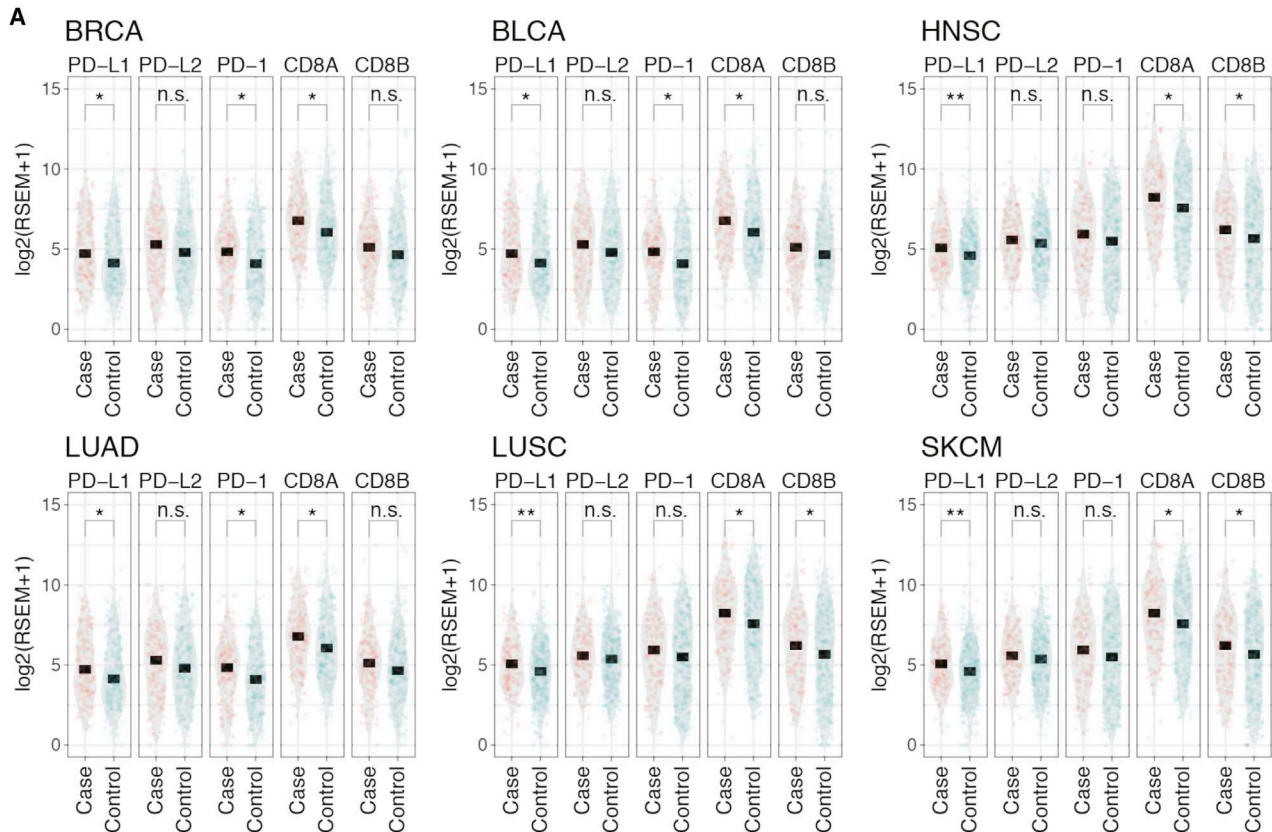 A
BRCA
PD-L1 PD-L2 PD-1 CD8A CD8B
* n.s. * * n.s.
15
10
5
0
log2(RSEM+1)
Case Control Case Control Case Control Case Control Case Control
BLCA
PD-L1 PD-L2 PD-1 CD8A CD8B
* n.s. * * n.s.
15
10
5
0
log2(RSEM+1)
Case Control Case Control Case Control Case Control Case Control
HNSC
PD-L1 PD-L2 PD-1 CD8A CD8B
** n.s. n.s. * *
15
10
5
0
log2(RSEM+1)
Case Control Case Control Case Control Case Control Case Control
LUAD
PD-L1 PD-L2 PD-1 CD8A CD8B
* n.s. * * n.s.
15
10
5
0
log2(RSEM+1)
Case Control Case Control Case Control Case Control Case Control
LUSC
PD-L1 PD-L2 PD-1 CD8A CD8B
** n.s. n.s. * *
15
10
5
0
log2(RSEM+1)
Case Control Case Control Case Control Case Control Case Control
SKCM
PD-L1 PD-L2 PD-1 CD8A CD8B
** n.s. n.s. * *
15
10
5
0
log2(RSEM+1)
Case Control Case Control Case Control Case Control Case Control